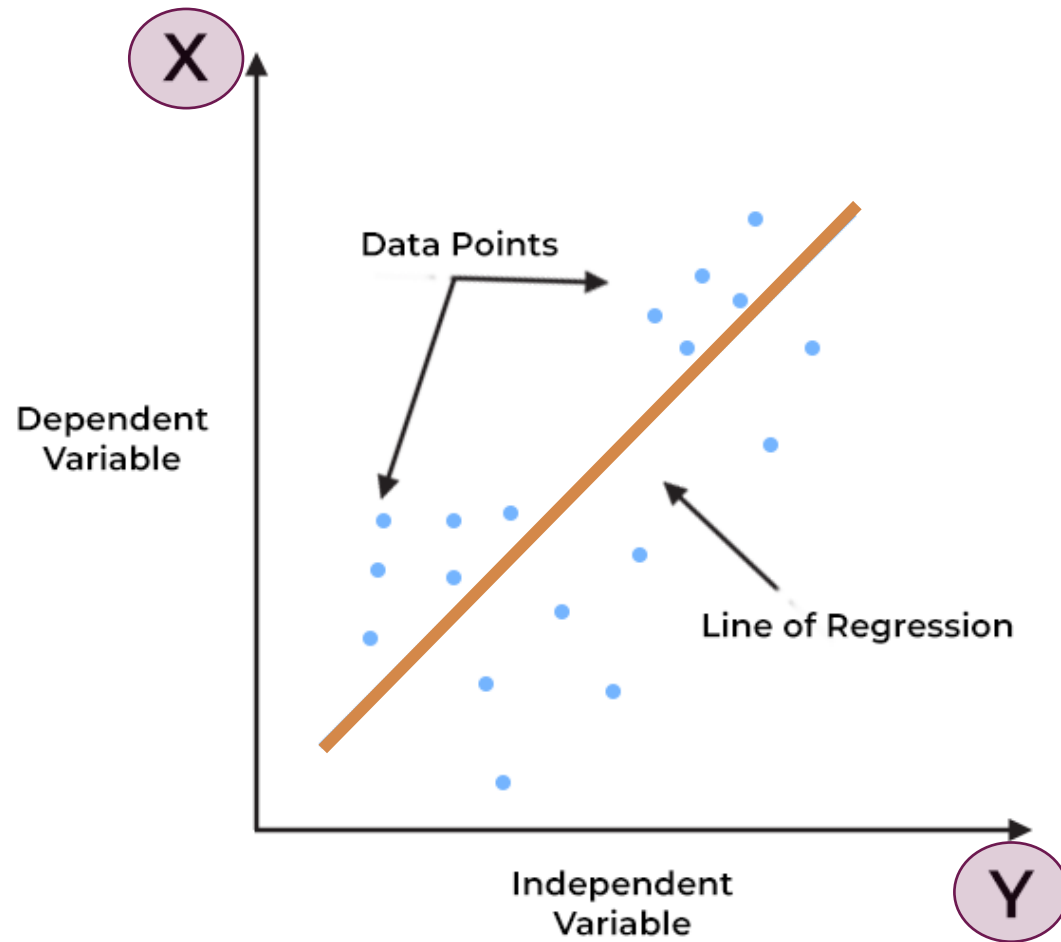 X
Data Points
Dependent
Variable
Line of Regression
Independent
Variable
Y